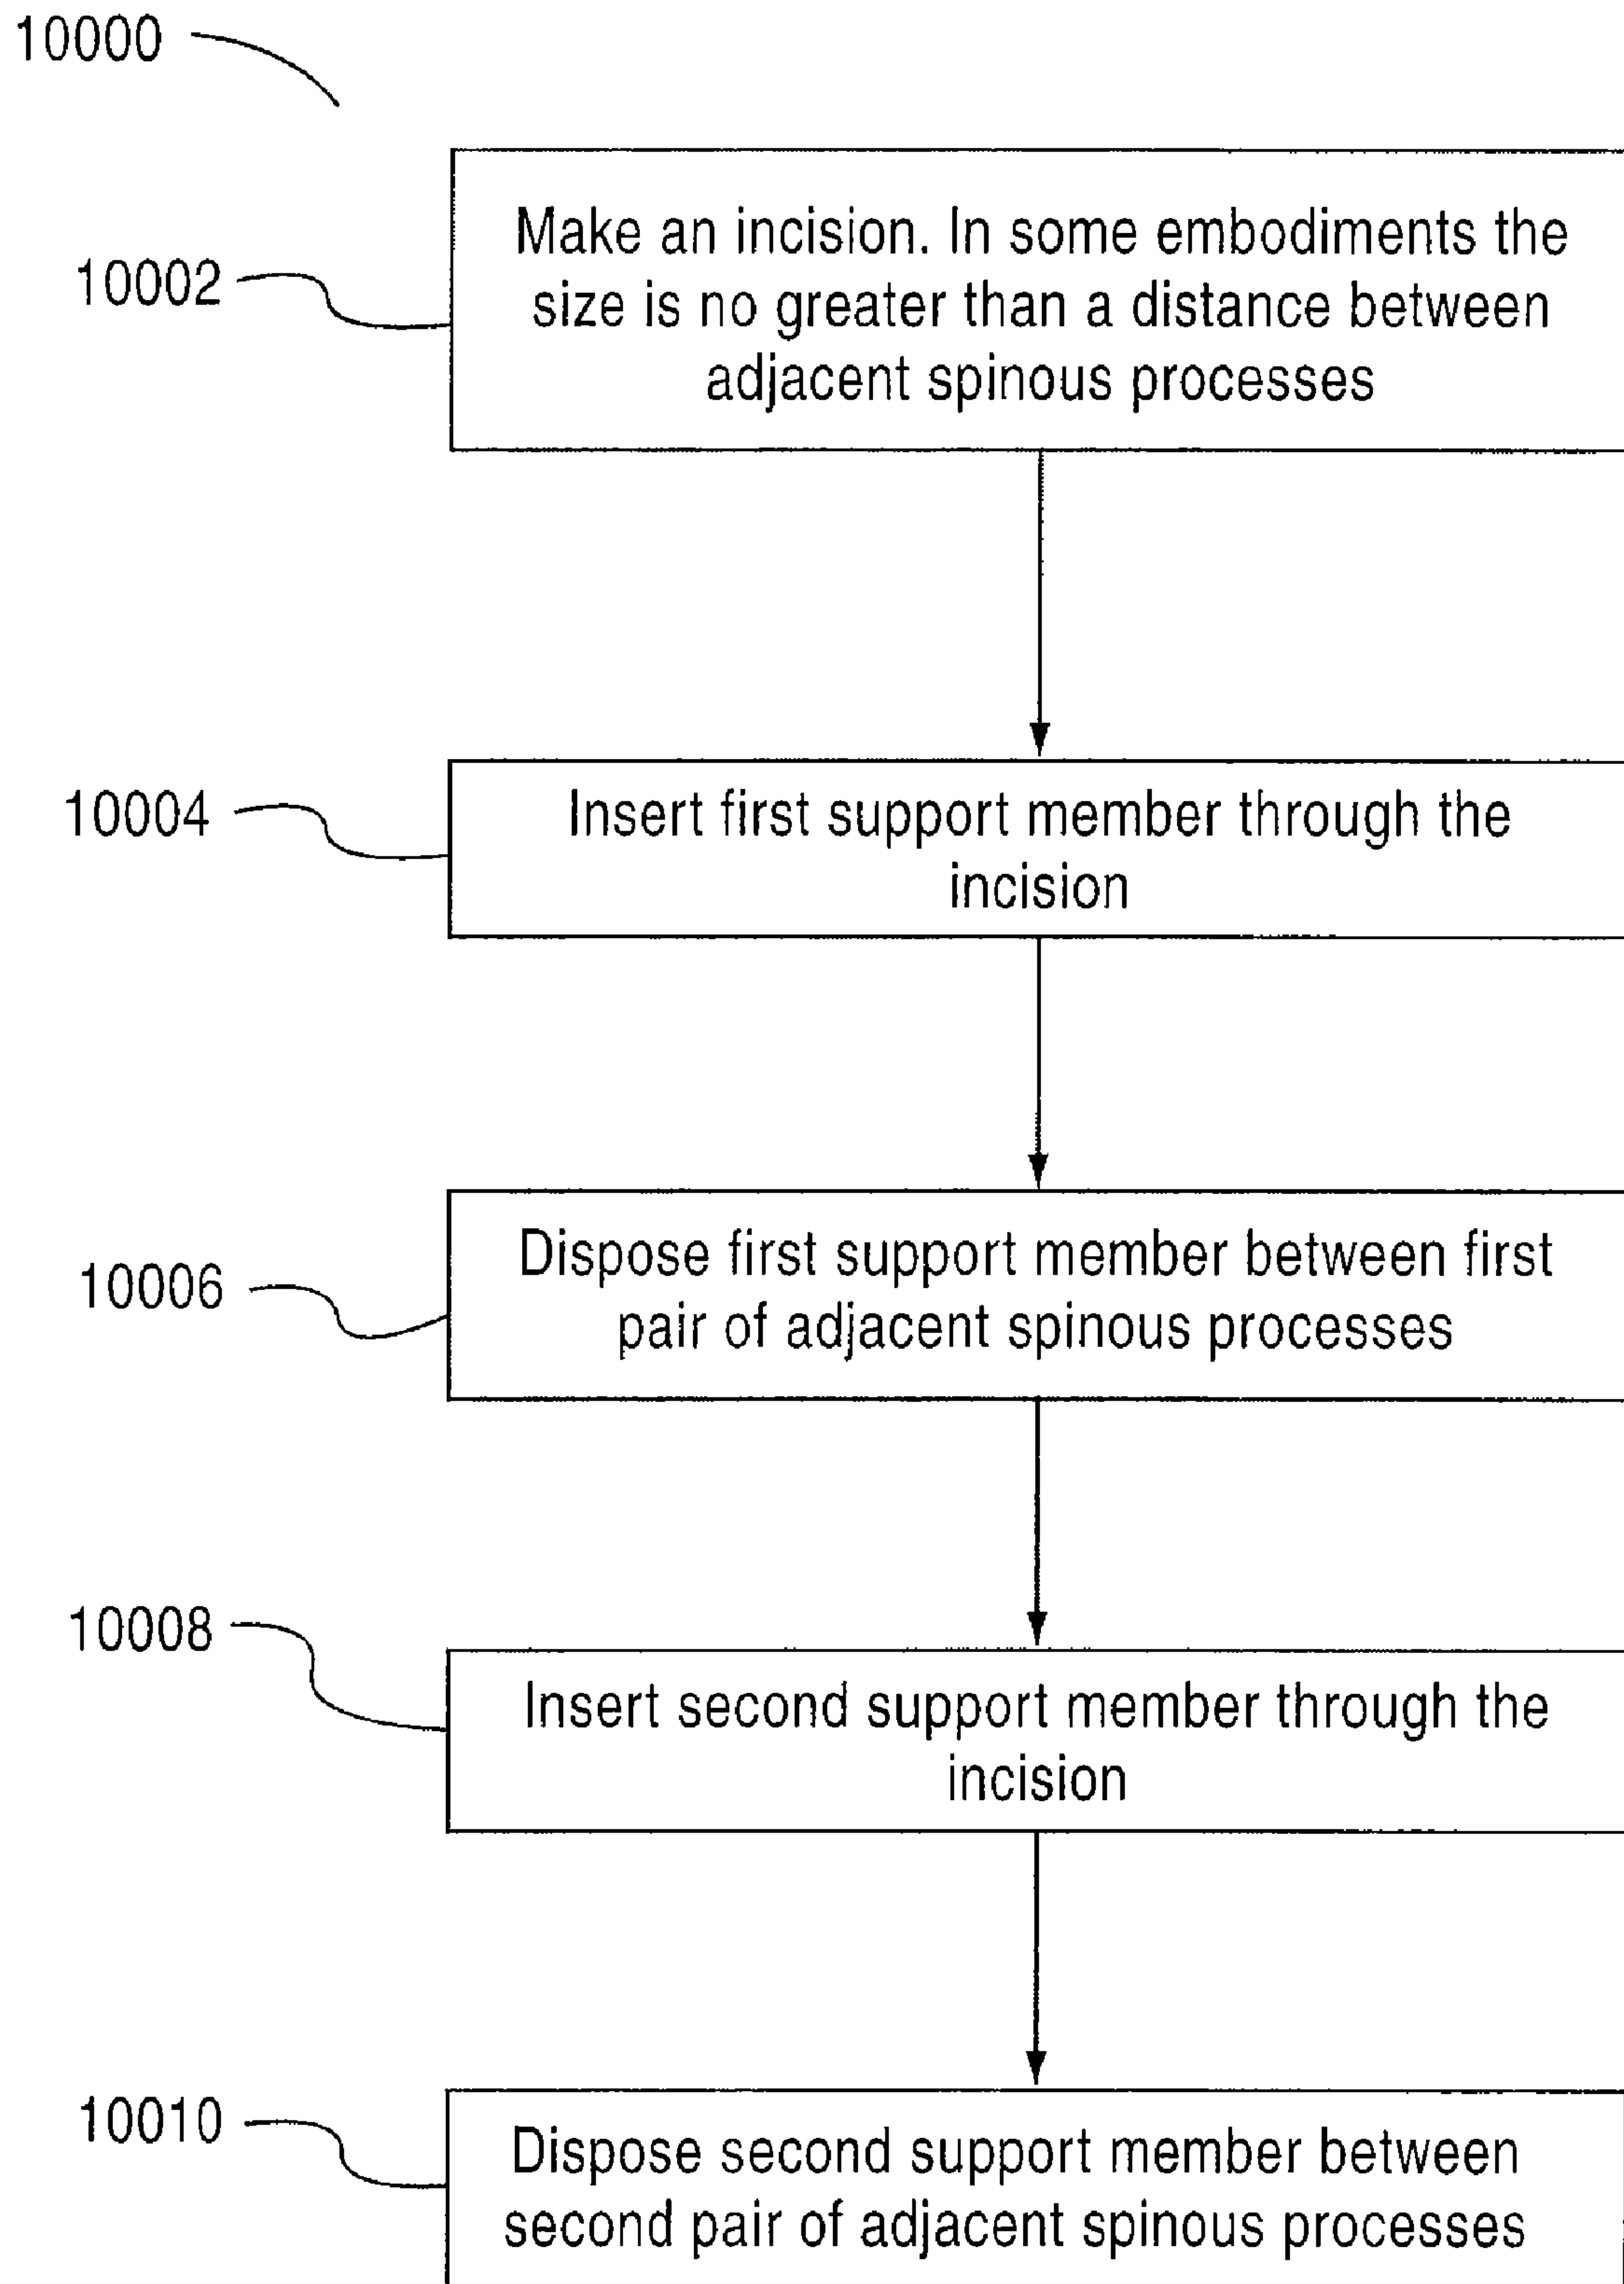 10000
10002
Make an incision. In some embodiments the
size is no greater than a distance between
adjacent spinous processes
10004
Insert first support member through the
incision
10006
Dispose first support member between first
pair of adjacent spinous processes
10008
Insert second support member through the
incision
10010
Dispose second support member between
second pair of adjacent spinous processes